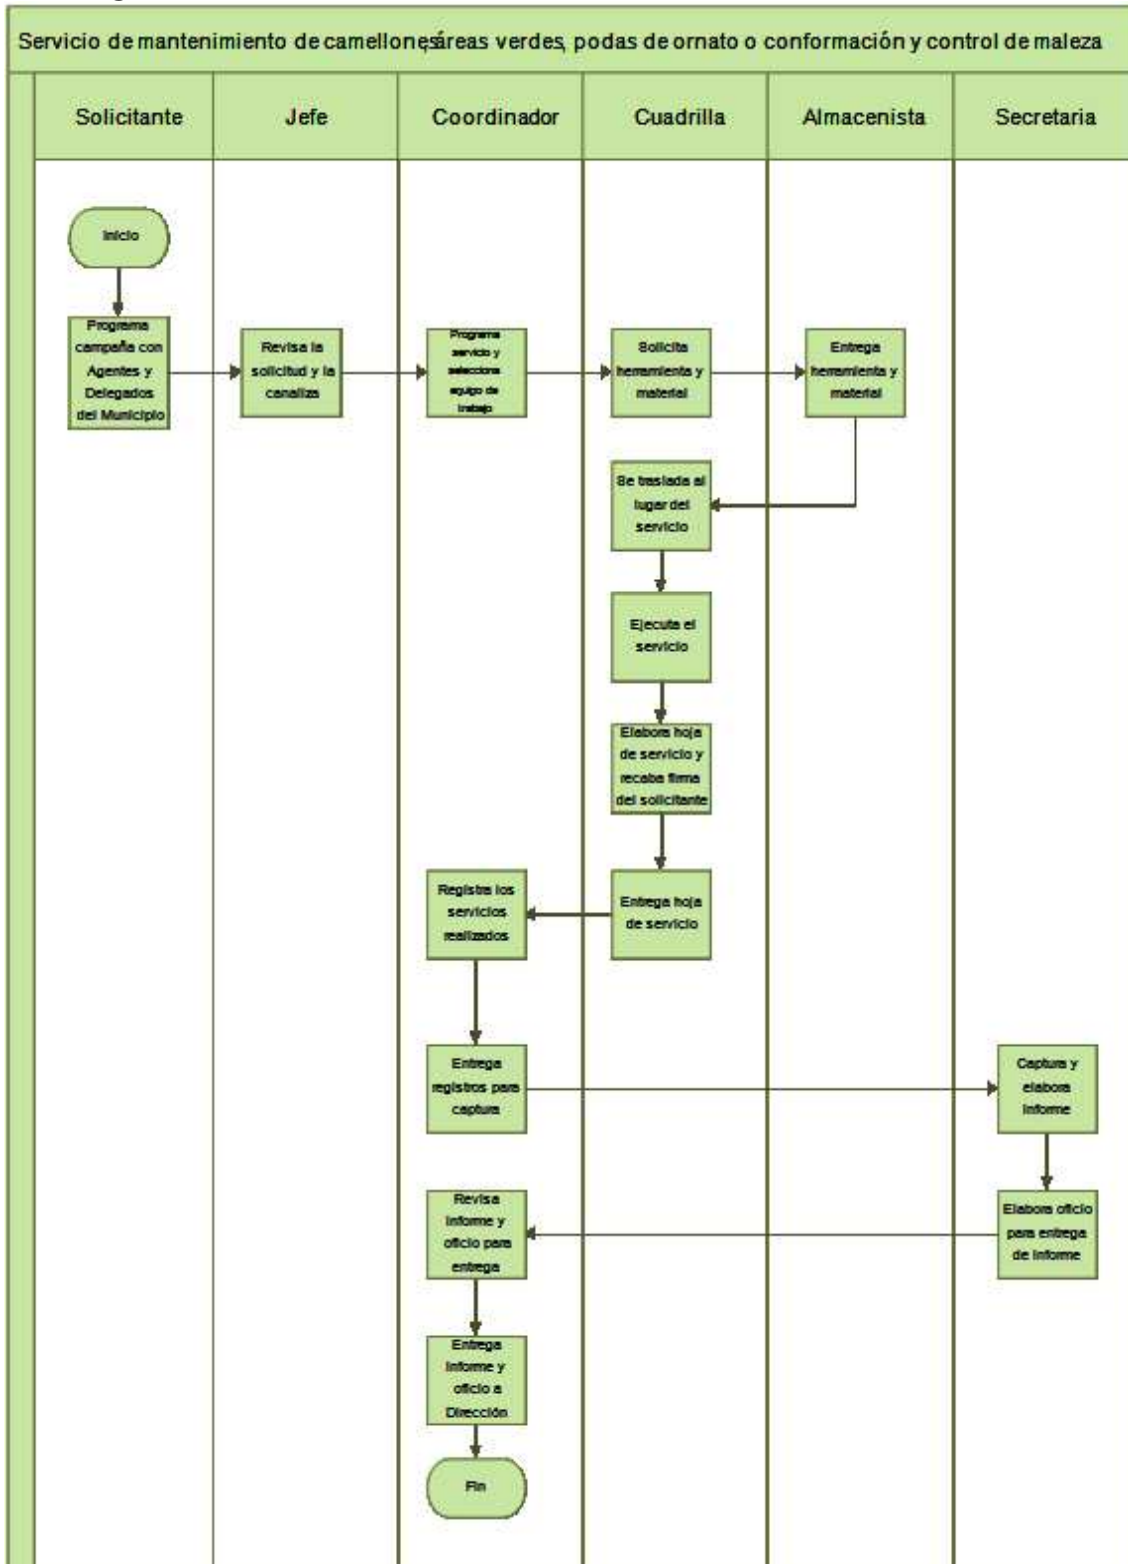 Servicio de mantenimiento de camellones, áreas verdes, podas de ornato o conformación y control de maleza
Solicitante
Jefe
Coordinador
Cuadrilla
Almacenista
Secretaria
Inicio
Programa
campaña con
Agentes y
Delegados
del Municipio
Revisa la
solicitud y la
canaliza
Programa
servicio y
selecciona
equigo de
trabajo
Solicita
herramienta y
material
Entrega
herramienta y
material
Se traslada al
lugar del
servicio
Ejecuta el
servicio
Elabora hoja
de servicio y
recaba firma
del solicitante
Registra los
servicios
realizados
Entrega hoja
de servicio
Entrega
registros para
captura
Captura y
elabora
informe
Revisa
informe y
oficio para
entrega
Elabora oficio
para entrega
de informe
Entrega
informe y
oficio a
Dirección
Fin